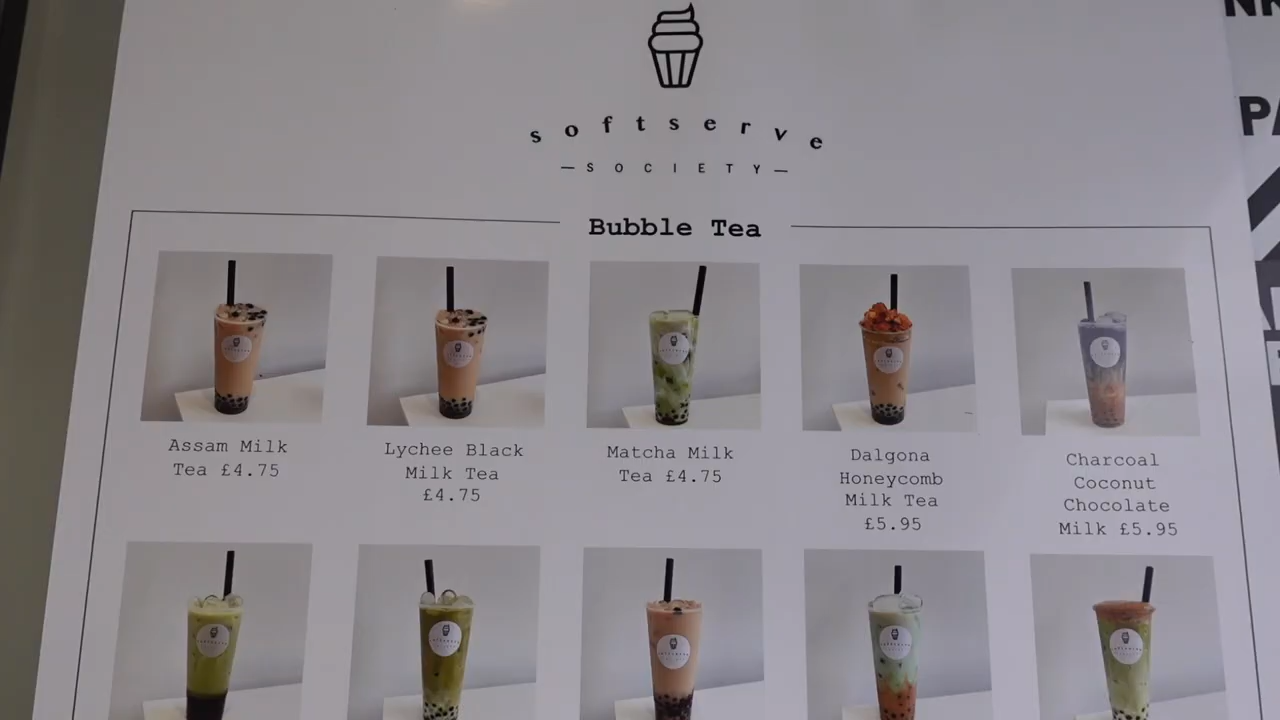 softserve
SOCIETY
Bubble Tea
Assam Milk
Tea £4.75
Lychee Black
Milk Tea
£4.75
Matcha Milk
Tea £4.75
Dalgona
Honeycomb
Milk Tea
£5.95
Charcoal
Coconut
Chocolate
Milk £5.95